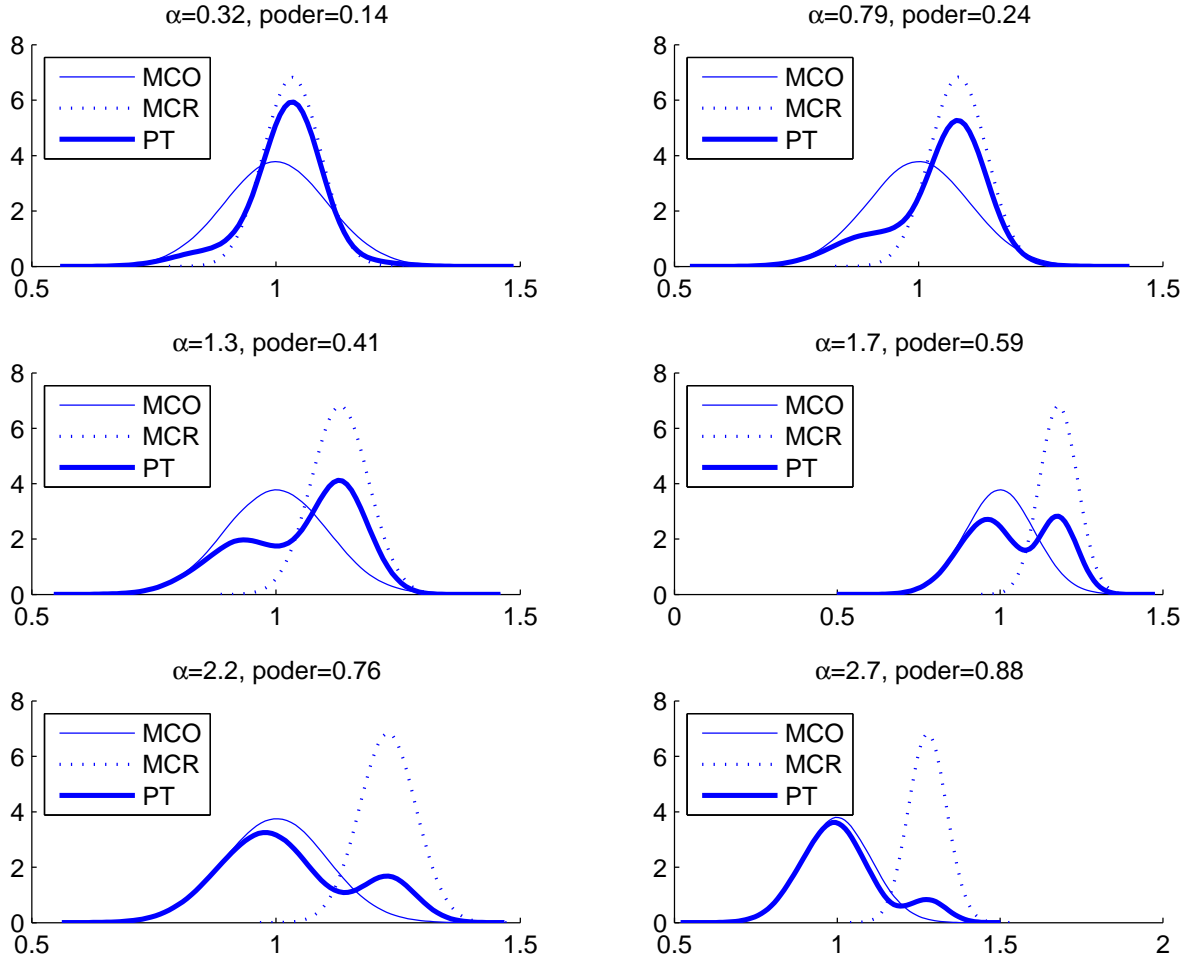 α=0.32, poder=0.14
8
6
4
2
0
0.5
1
1.5
MCO
MCR
PT
α=0.79, poder=0.24
8
6
4
2
0
0.5
1
1.5
MCO
MCR
PT
α=1.3, poder=0.41
8
6
4
2
0
0.5
1
1.5
MCO
MCR
PT
α=1.7, poder=0.59
8
6
4
2
0
0
0.5
1
1.5
MCO
MCR
PT
α=2.2, poder=0.76
8
6
4
2
0
0.5
1
1.5
MCO
MCR
PT
α=2.7, poder=0.88
8
6
4
2
0
0.5
1
1.5
2
MCO
MCR
PT